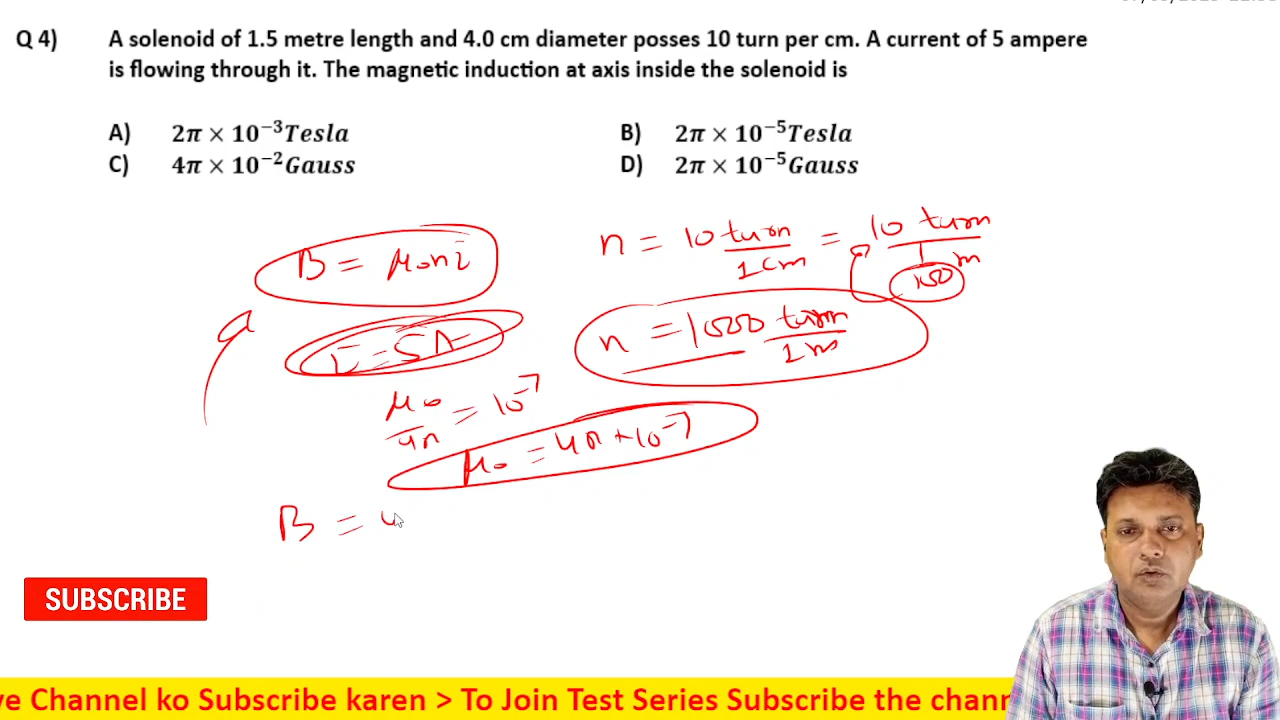 Q 4) A solenoid of 1.5 metre length and 4.0 cm diameter posses 10 turn per cm. A current of 5 ampere
is flowing through it. The magnetic induction at axis inside the solenoid is
A) 2π × 10⁻³Tesla B) 2π × 10⁻⁵Tesla
C) 4π × 10⁻²Gauss D) 2π × 10⁻⁵Gauss
B = μ₀ni
n = 10 turn/1cm = 10 turn/(1/100 m)
i = 5A
n = 1000 turn/1m
μ₀/4π = 10⁻⁷
μ₀ = 4π × 10⁻⁷
B = 4
SUBSCRIBE
ve Channel ko Subscribe karen > To Join Test Series Subscribe the chann